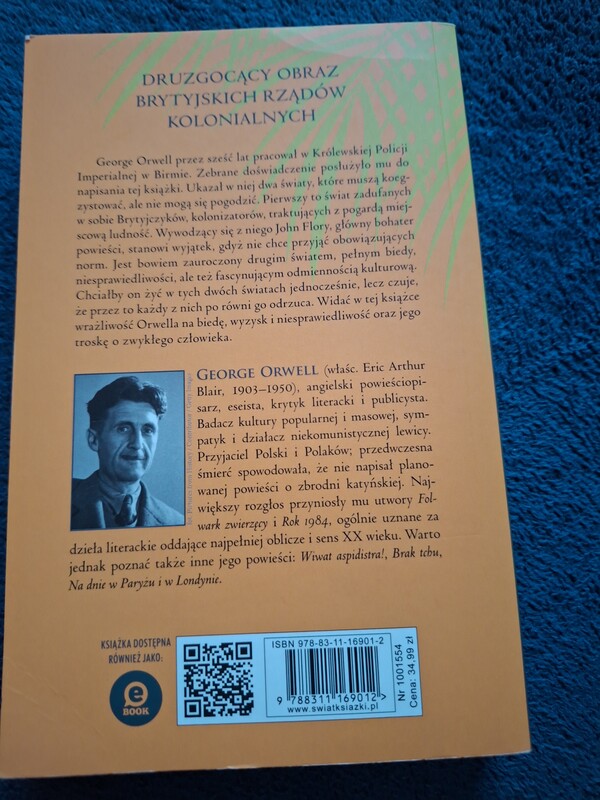 DRUZGOCĄCY OBRAZ
BRYTYJSKICH RZĄDÓW
KOLONIALNYCH
George Orwell przez sześć lat pracował w Królewskiej Policji
Imperialnej w Birmie. Zebrane doświadczenie posłużyło mu do
napisania tej książki. Ukazał w niej dwa światy, które muszą koeg-
zystować, ale nie mogą się pogodzić. Pierwszy to świat zadufanych
w sobie Brytyjczyków, kolonizatorów, traktujących z pogardą miej-
scową ludność. Wywodzący się z niego John Flory, główny bohater
powieści, stanowi wyjątek, gdyż nie chce przyjąć obowiązujących
norm. Jest bowiem zauroczony drugim światem, pełnym biedy,
niesprawiedliwości, ale też fascynującym odmiennością kulturową.
Chciałby on żyć w tych dwóch światach jednocześnie, lecz czuje,
że przez to każdy z nich po równi go odrzuca. Widać w tej książce
wrażliwość Orwella na biedę, wyzysk i niesprawiedliwość oraz jego
troskę o zwykłego człowieka.
GEORGE ORWELL (właśc. Eric Arthur
Blair, 1903–1950), angielski powieściopi-
sarz, eseista, krytyk literacki i publicysta.
Badacz kultury popularnej i masowej, sym-
patyk i działacz niekomunistycznej lewicy.
Przyjaciel Polski i Polaków; przedwczesna
śmierć spowodowała, że nie napisał plano-
wanej powieści o zbrodni katyńskiej. Naj-
większy rozgłos przyniosły mu utwory Fol-
wark zwierzęcy i Rok 1984, ogólnie uznane za
dzieła literackie oddające najpełniej oblicze i sens XX wieku. Warto
jednak poznać także inne jego powieści: Wiwat aspidistra!, Brak tchu,
Na dnie w Paryżu i w Londynie.
KSIĄŻKA DOSTĘPNA
RÓWNIEŻ JAKO:
e
BOOK
ISBN 978-83-11-16901-2
9 788311 169012
www.swiatksiazki.pl
Nr 1001554
Cena: 34,99 zł